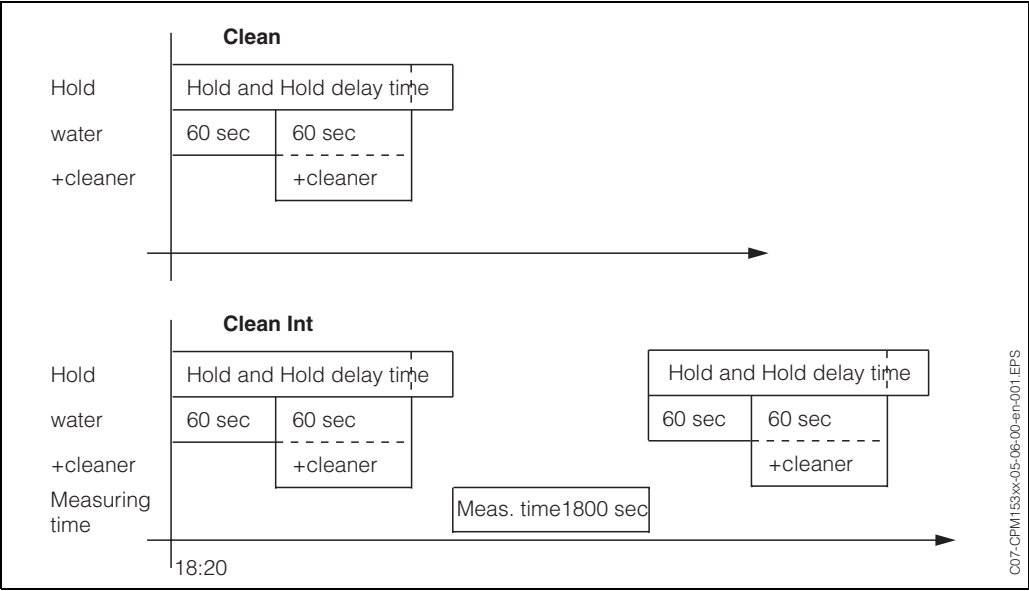 Clean
Hold
Hold and Hold delay time
water
60 sec
60 sec
+cleaner
+cleaner
Clean Int
Hold
Hold and Hold delay time
Hold and Hold delay time
water
60 sec
60 sec
60 sec
60 sec
+cleaner
+cleaner
+cleaner
Measuring
time
Meas. time1800 sec
18:20
C07-CPM153xx-05-06-00-en-001.EPS